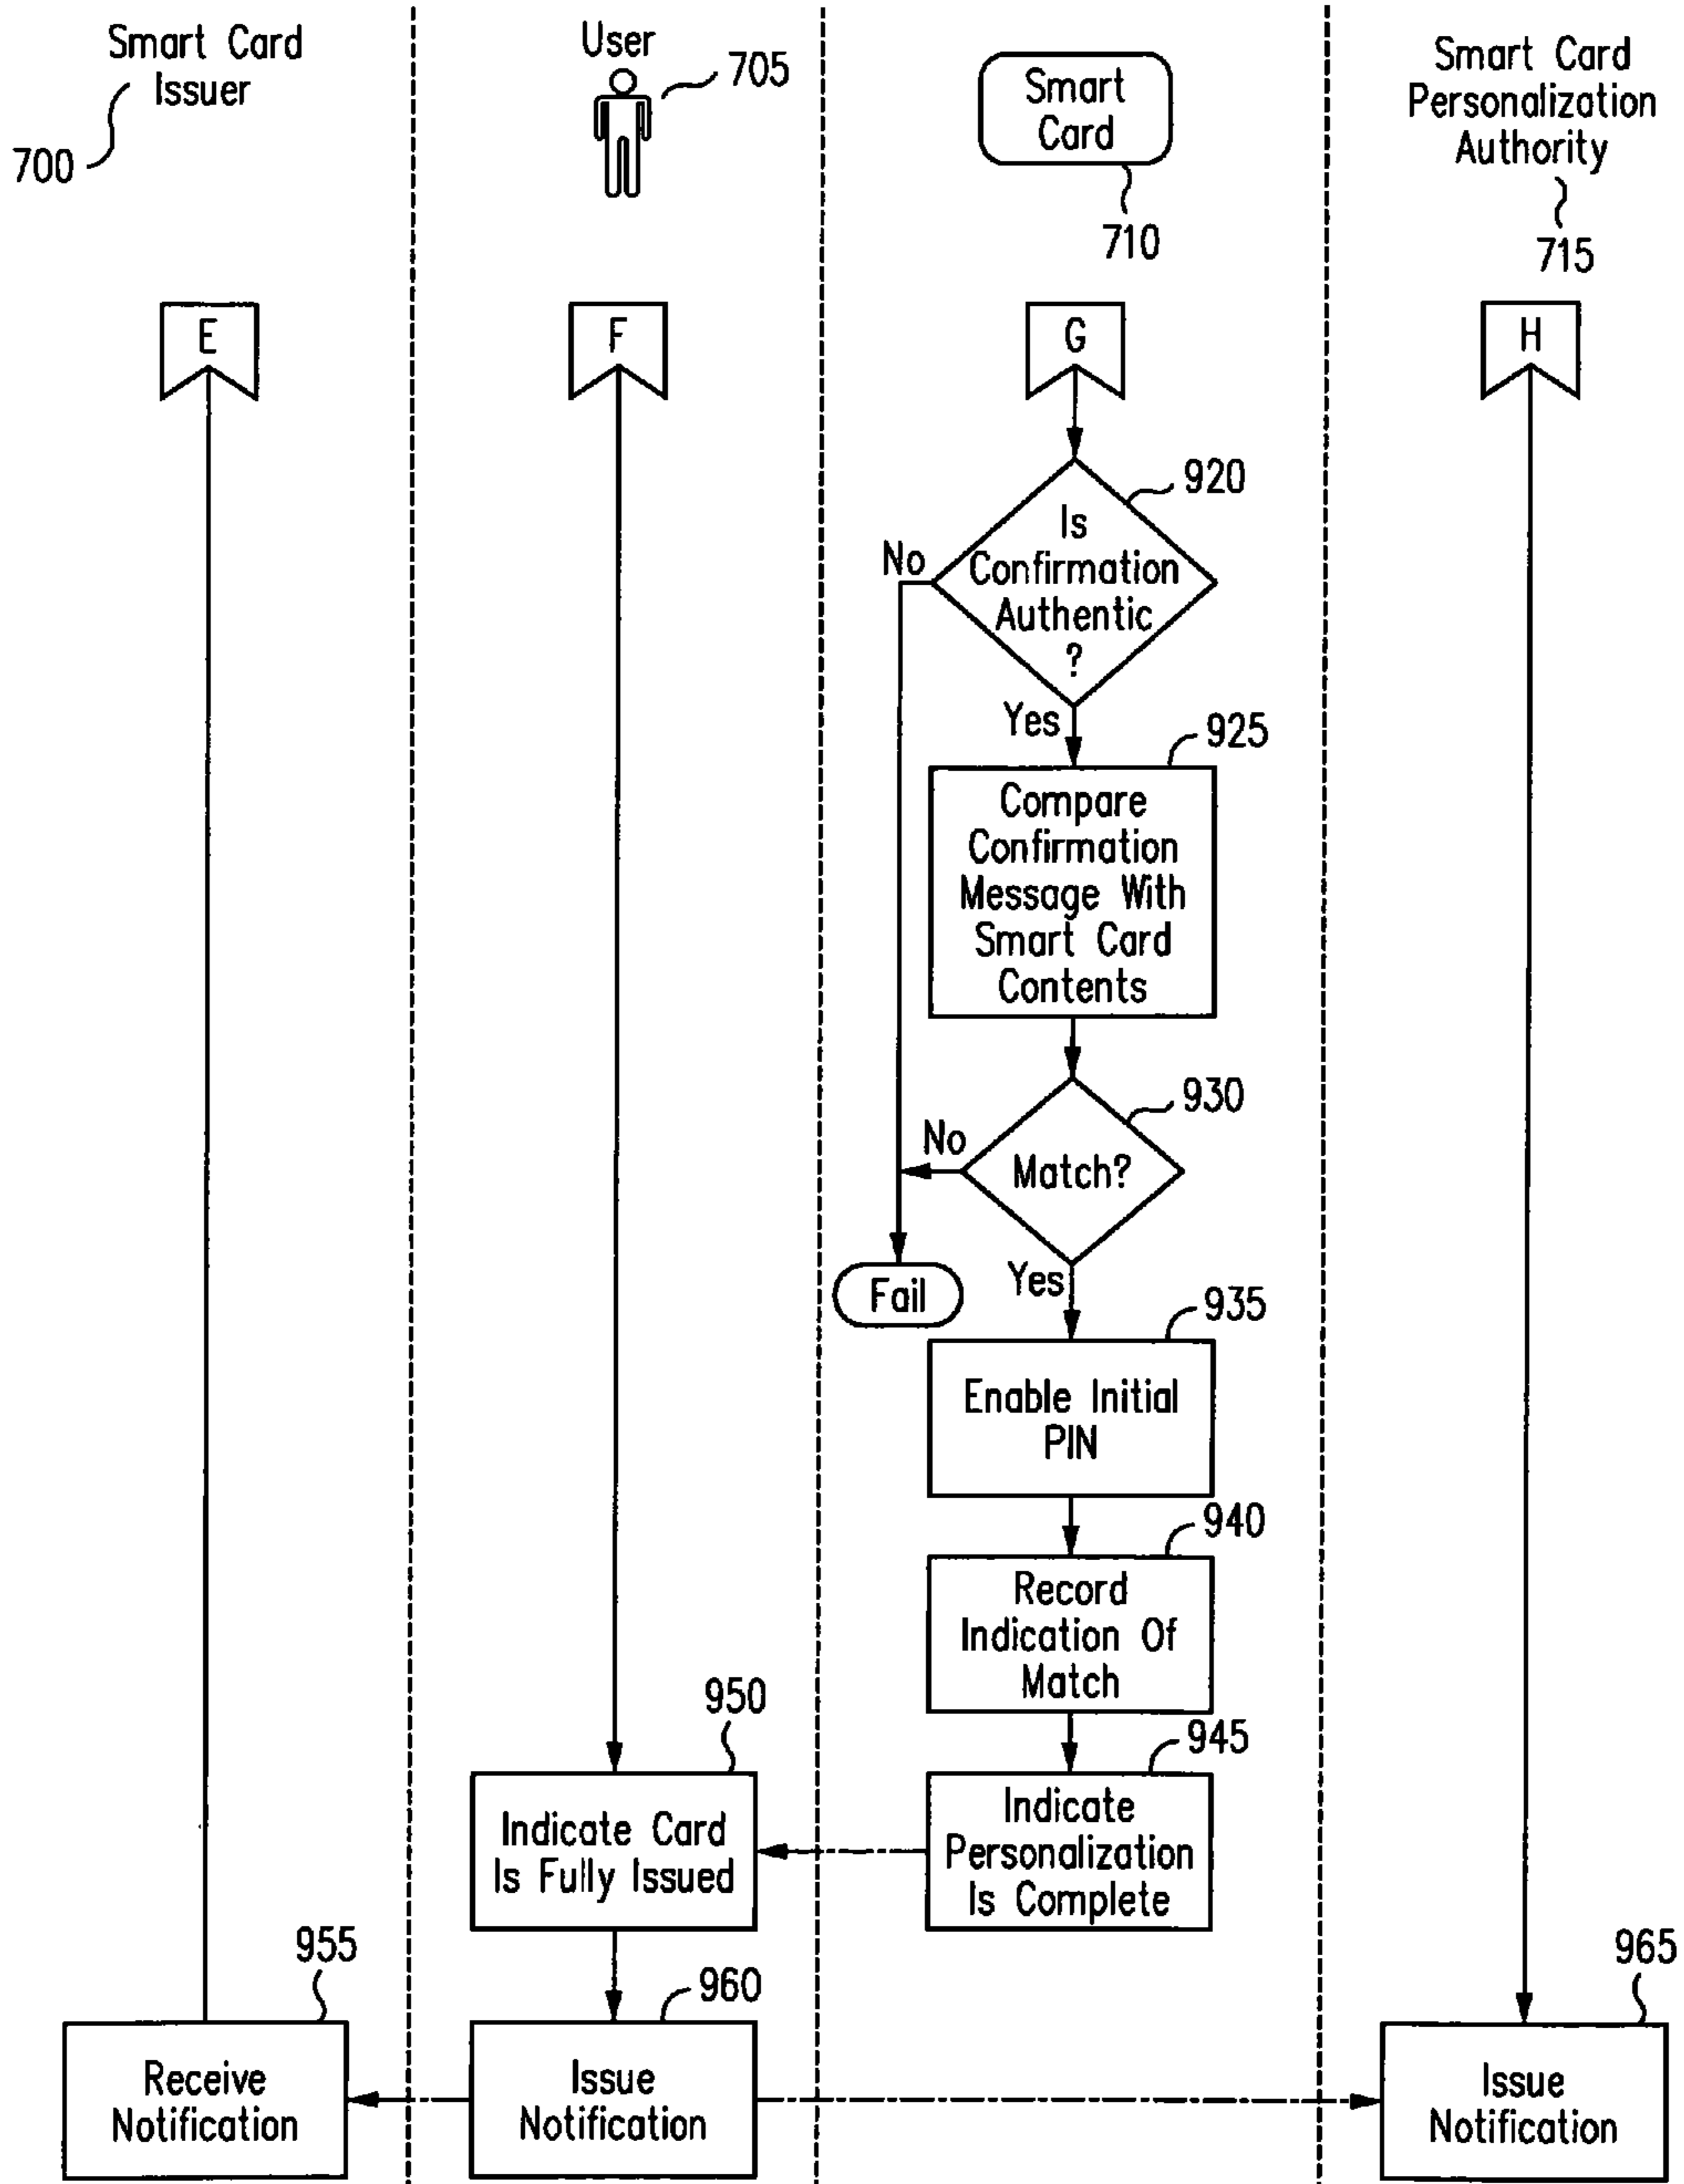 Smart Card
Issuer
700
User
705
Smart
Card
710
Smart Card
Personalization
Authority
715
E
F
G
H
920
Is
Confirmation
Authentic
?
No
Yes
925
Compare
Confirmation
Message With
Smart Card
Contents
930
Match?
No
Yes
Fail
935
Enable Initial
PIN
940
Record
Indication Of
Match
945
Indicate
Personalization
Is Complete
950
Indicate Card
Is Fully Issued
955
Receive
Notification
960
Issue
Notification
965
Issue
Notification